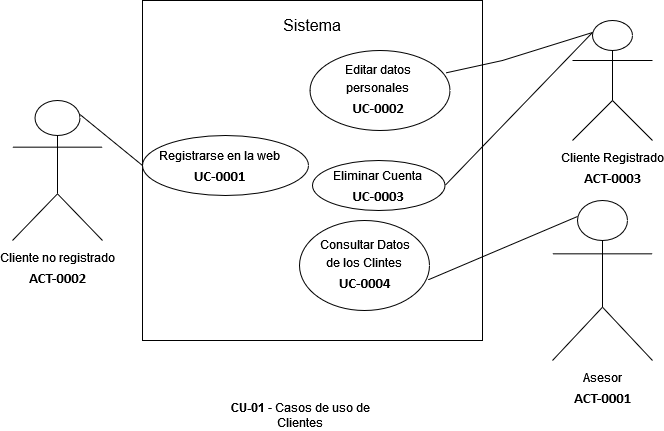 Sistema
Editar datos
personales
UC-0002
Registrarse en la web
UC-0001
Eliminar Cuenta
UC-0003
Consultar Datos
de los Clintes
UC-0004
Cliente no registrado
ACT-0002
Cliente Registrado
ACT-0003
Asesor
ACT-0001
CU-01 - Casos de uso de
Clientes